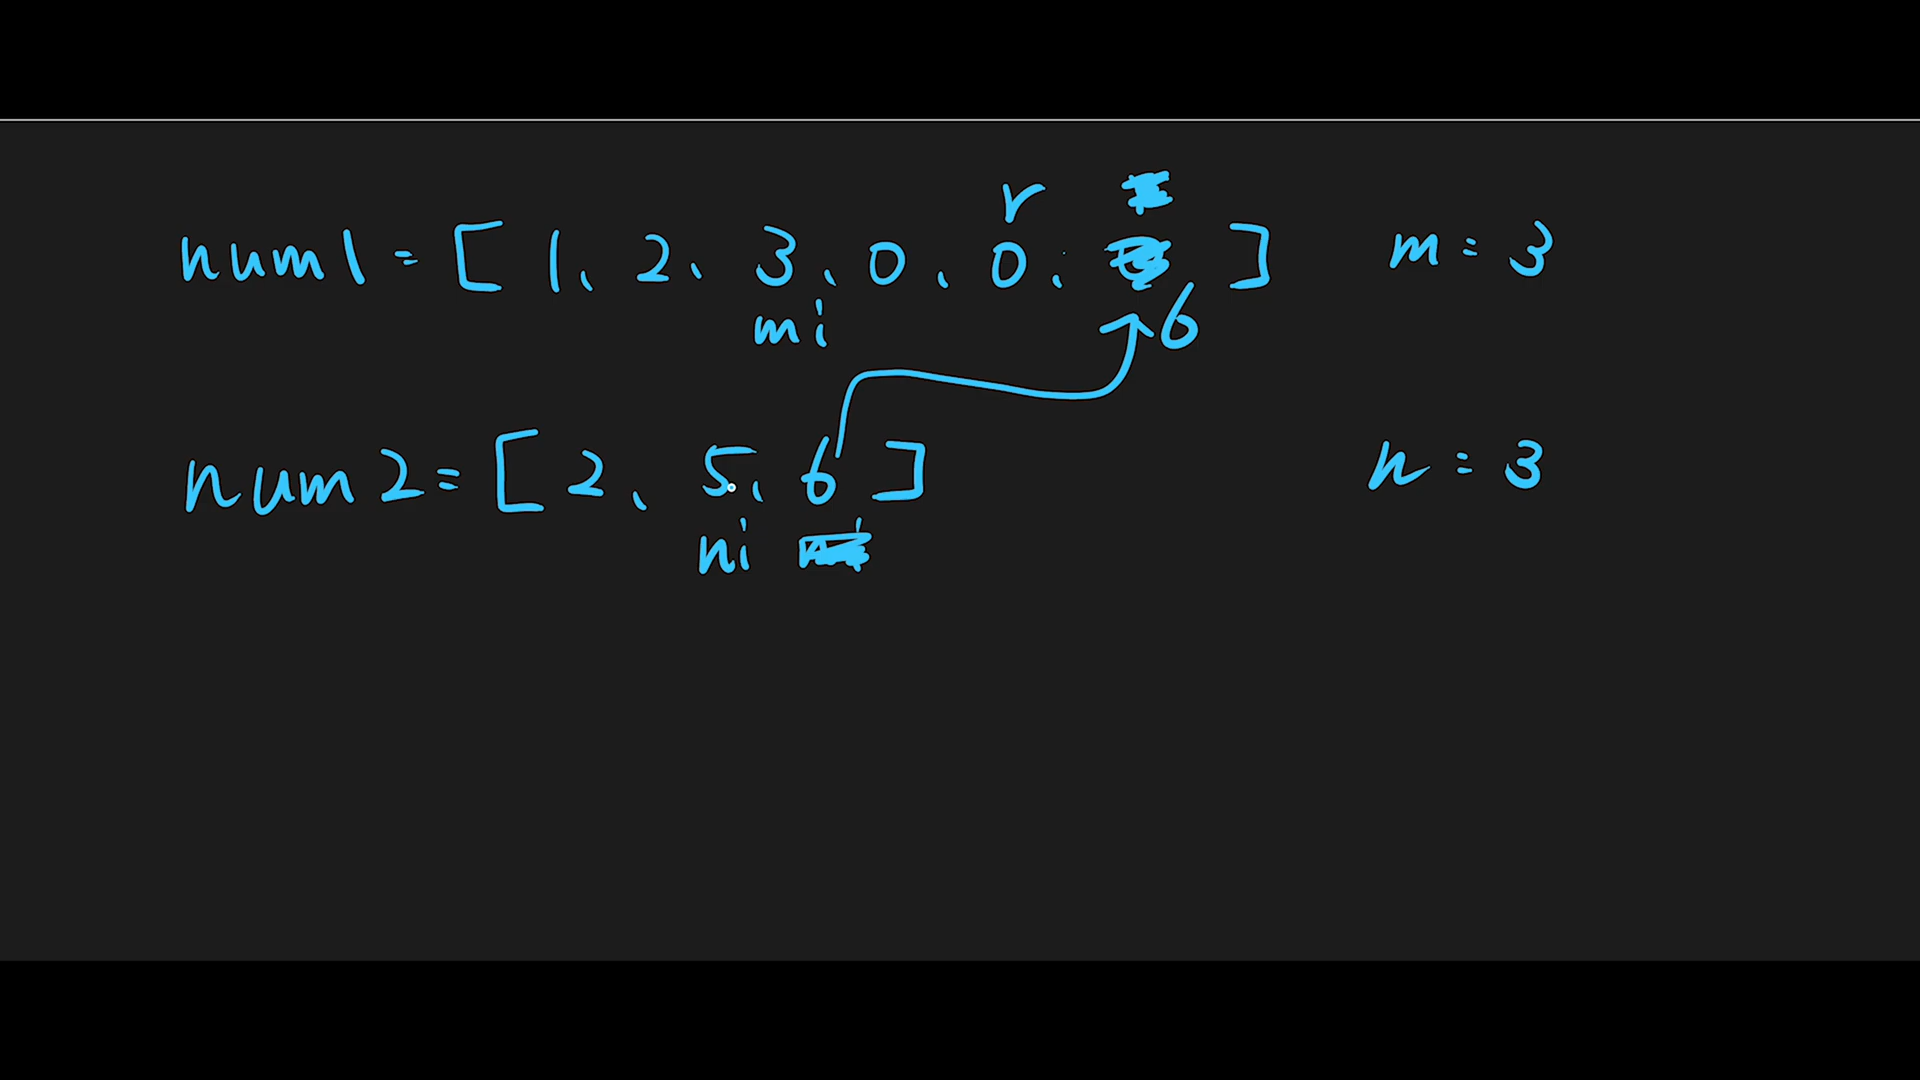 r
num1 = [ 1, 2, 3, 0, 0, ] m = 3
mi 6
num2 = [ 2, 5, 6 ] n = 3
ni